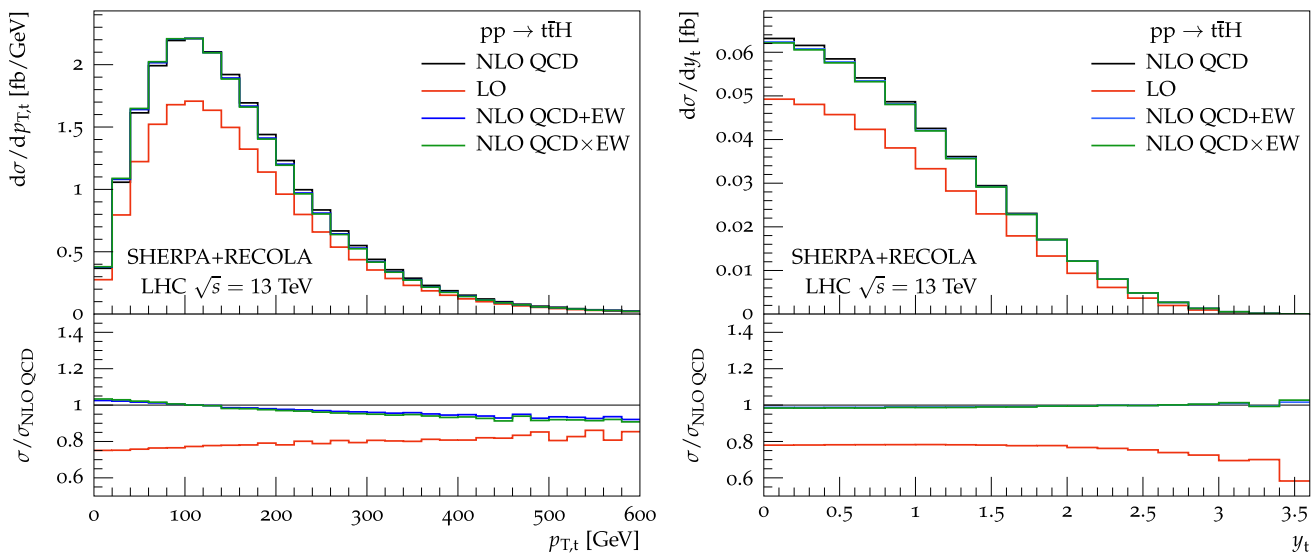 dσ/dp_T,t [fb/GeV]
pp → tt̄H
NLO QCD
LO
NLO QCD+EW
NLO QCD×EW
SHERPA+RECOLA
LHC √s = 13 TeV
2
1.5
1
0.5
0
σ/σ_NLO QCD
1.4
1.2
1
0.8
0.6
0 100 200 300 400 500 600
p_T,t [GeV]
dσ/dy_t [fb]
pp → tt̄H
NLO QCD
LO
NLO QCD+EW
NLO QCD×EW
SHERPA+RECOLA
LHC √s = 13 TeV
0.06
0.05
0.04
0.03
0.02
0.01
0
σ/σ_NLO QCD
1.4
1.2
1
0.8
0.6
0 0.5 1 1.5 2 2.5 3 3.5
y_t